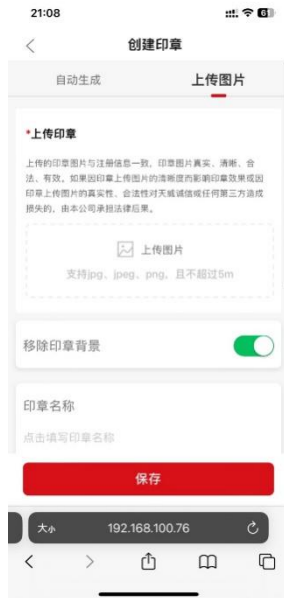 21:08
创建印章
自动生成
上传图片
*上传印章
上传的印章图片与注册信息一致，印章图片真实、清晰、合
法、有效。如果因印章上传图片的清晰度而影响印章效果或因
印章上传图片的真实性、合法性对天威诚信或任何第三方造成
损失的，由本公司承担法律后果。
上传图片
支持jpg、jpeg、png，且不超过5m
移除印章背景
印章名称
点击填写印章名称
保存
大小
192.168.100.76